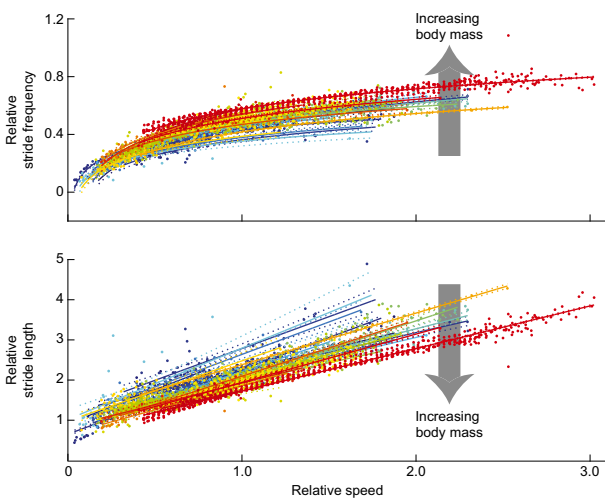 1.2
Increasing
body mass
0.8
Relative
stride frequency
0.4
0
5
4
Relative
stride length
3
2
1
Increasing
body mass
0
1.0
2.0
3.0
Relative speed